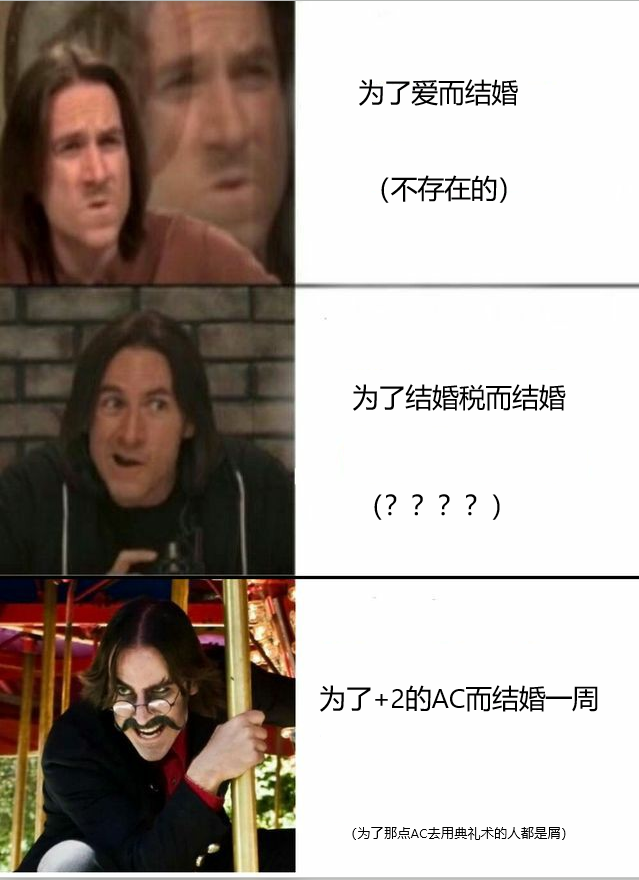 为了爱而结婚
（不存在的）
为了结婚税而结婚
（？？？？）
为了+2的AC而结婚一周
（为了那点AC去用典礼术的人都是屑）